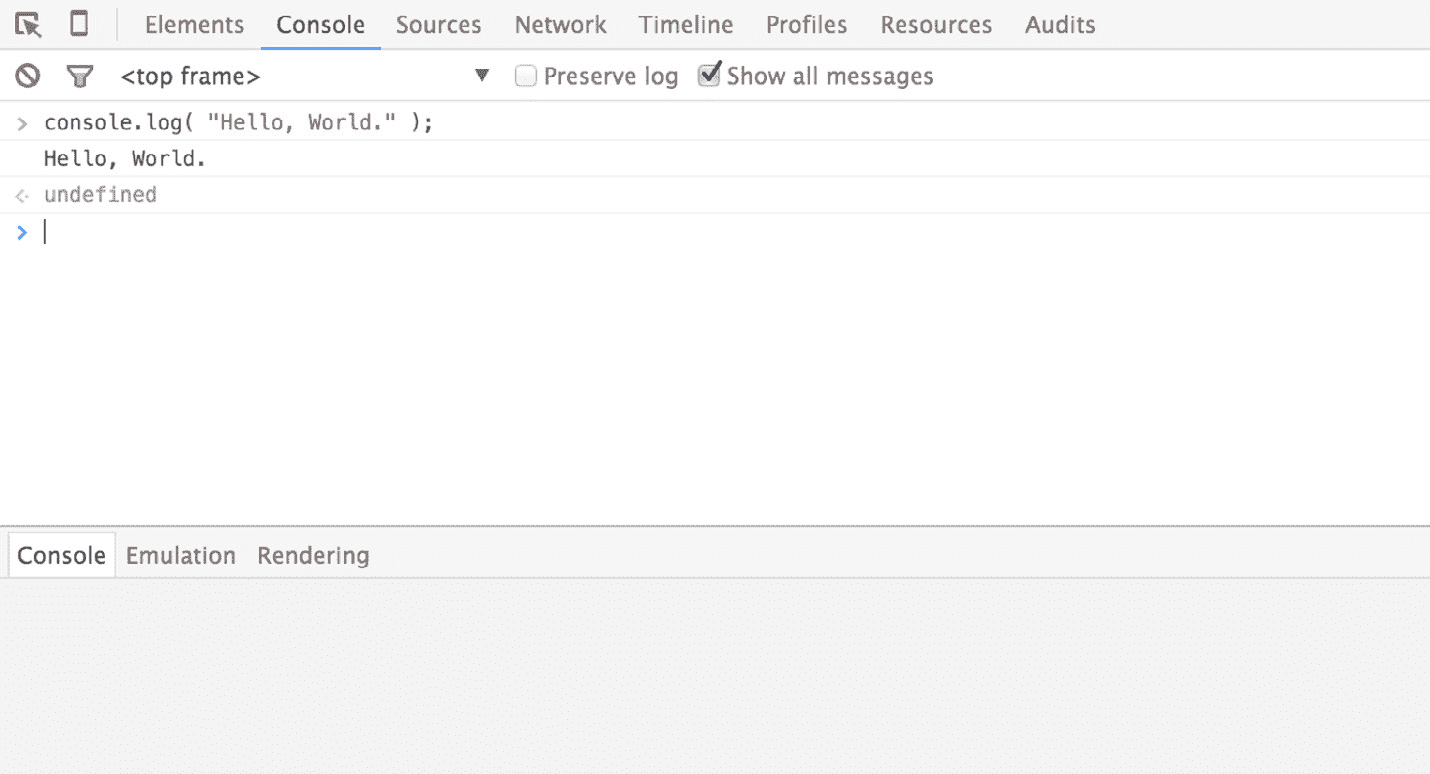 Elements Console Sources Network Timeline Profiles Resources Audits
<top frame> ▼ Preserve log Show all messages
> console.log( "Hello, World." );
Hello, World.
<· undefined
>
Console Emulation Rendering